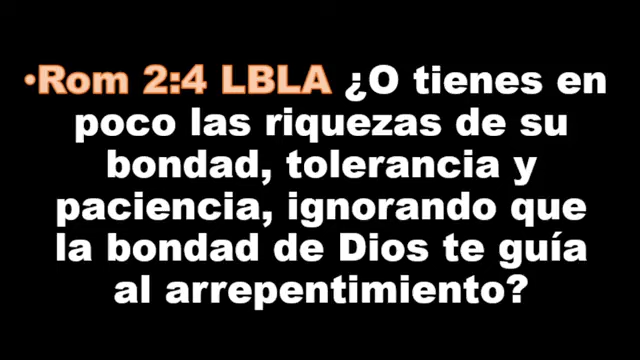 •Rom 2:4 LBLA ¿O tienes en
poco las riquezas de su
bondad, tolerancia y
paciencia, ignorando que
la bondad de Dios te guía
al arrepentimiento?